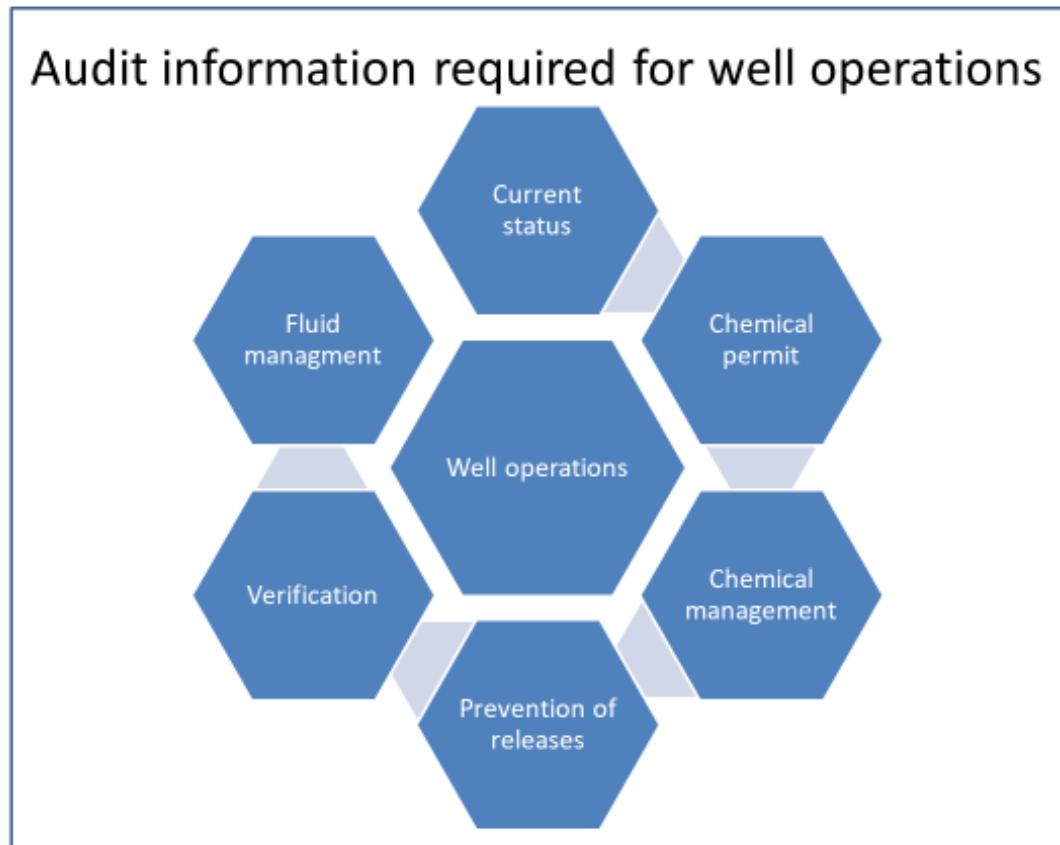 Audit information required for well operations
Current
status
Chemical
permit
Chemical
management
Prevention of
releases
Verification
Fluid
managment
Well operations